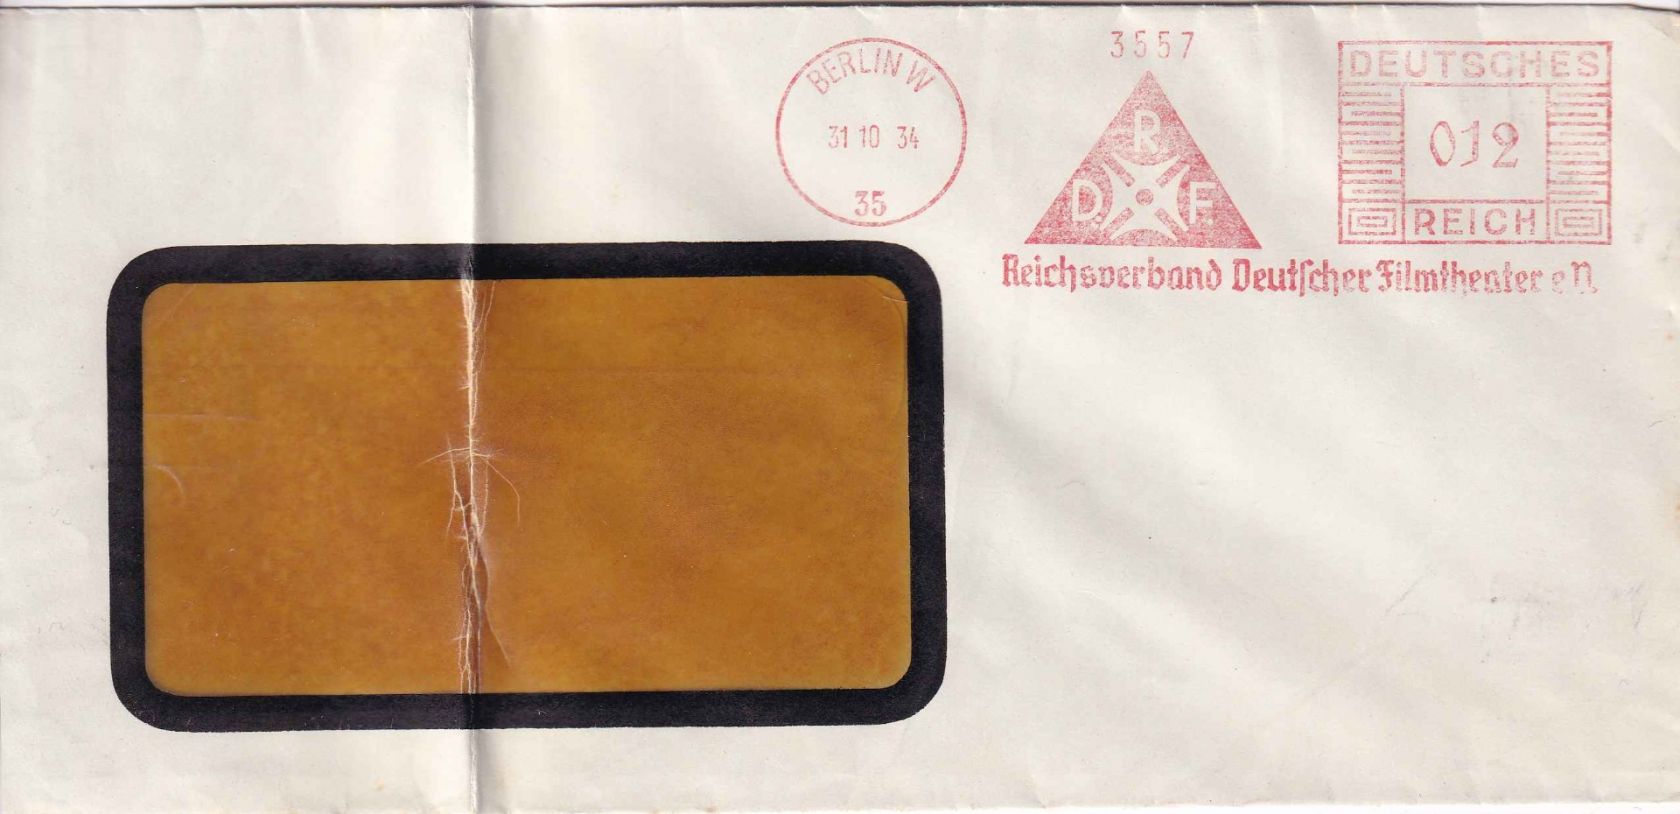 BERLIN W
31 10 34
35
3557
R
D. F.
Reichsverband Deutscher Filmtheater e V.
DEUTSCHES
012
REICH